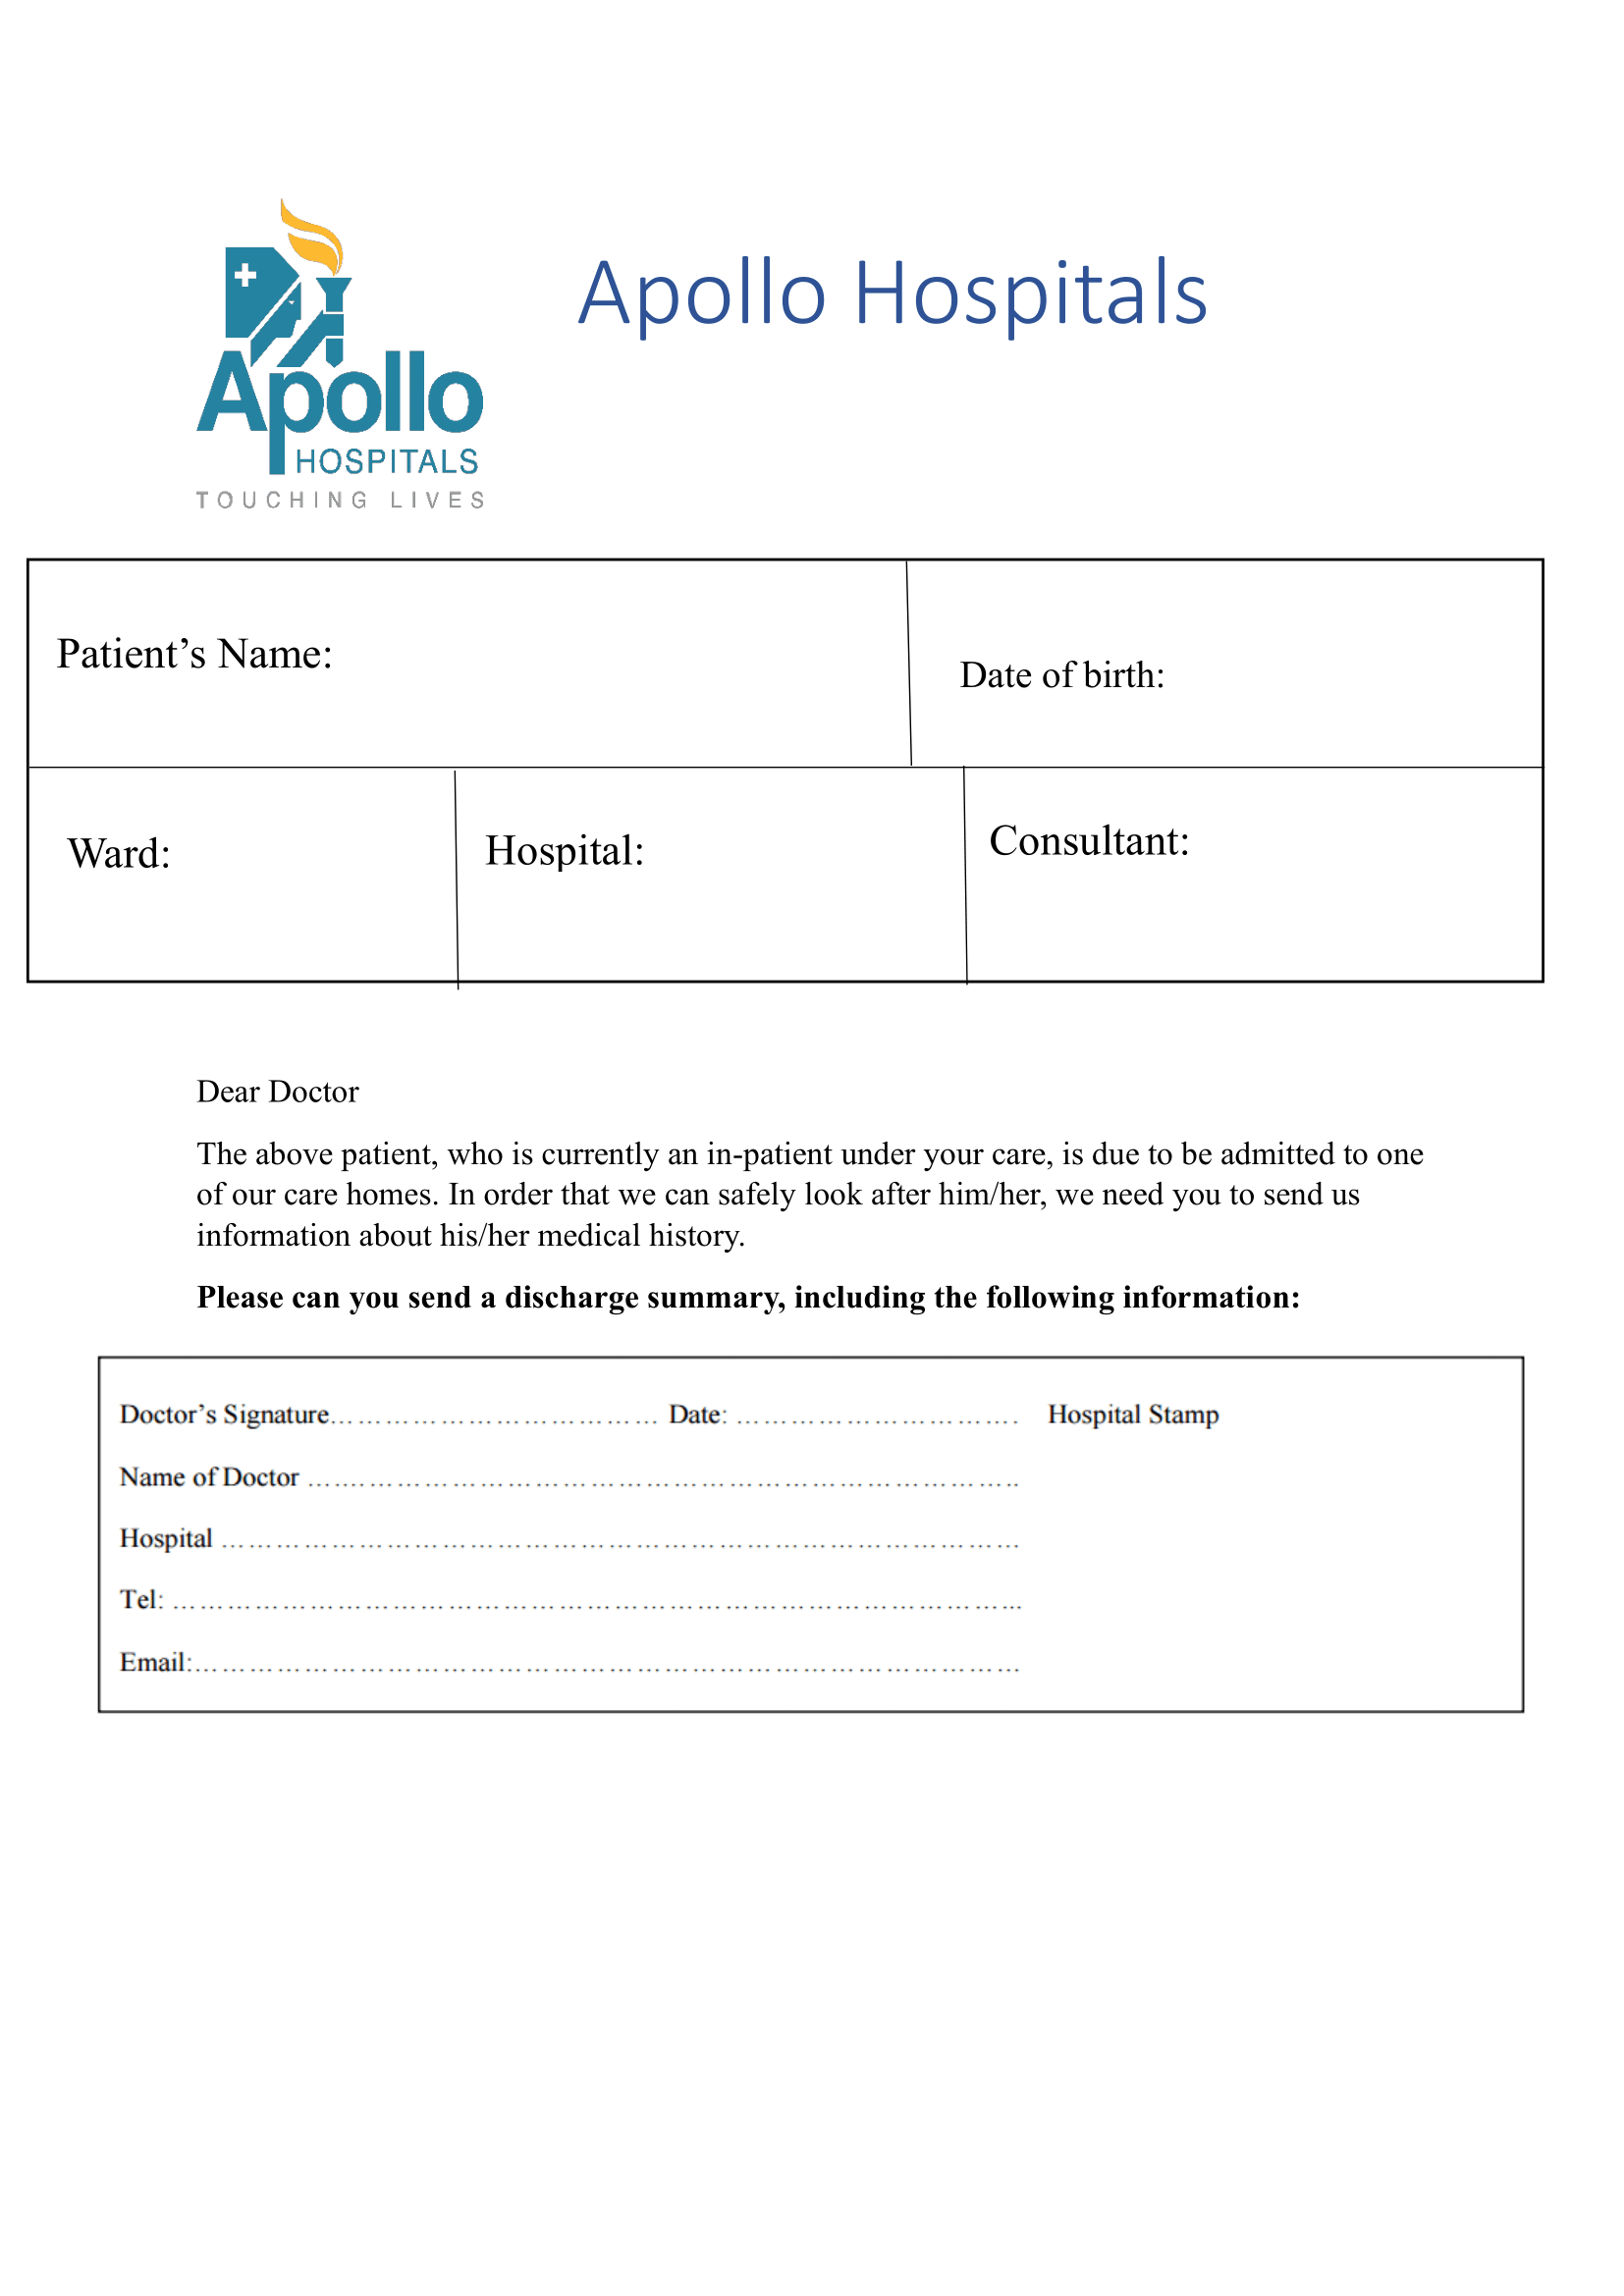 Apollo Hospitals
Apollo
HOSPITALS
TOUCHING LIVES
Patient’s Name:
Date of birth:
Ward:
Hospital:
Consultant:
Dear Doctor
The above patient, who is currently an in-patient under your care, is due to be admitted to one
of our care homes. In order that we can safely look after him/her, we need you to send us
information about his/her medical history.
Please can you send a discharge summary, including the following information:
Doctor’s Signature……………………………… Date: …………………………. Hospital Stamp
Name of Doctor ….…………………………………………………………………..
Hospital ……………………………………………………………………………
Tel: ………………………………………………………………………………...
Email:………………………………………………………………………………